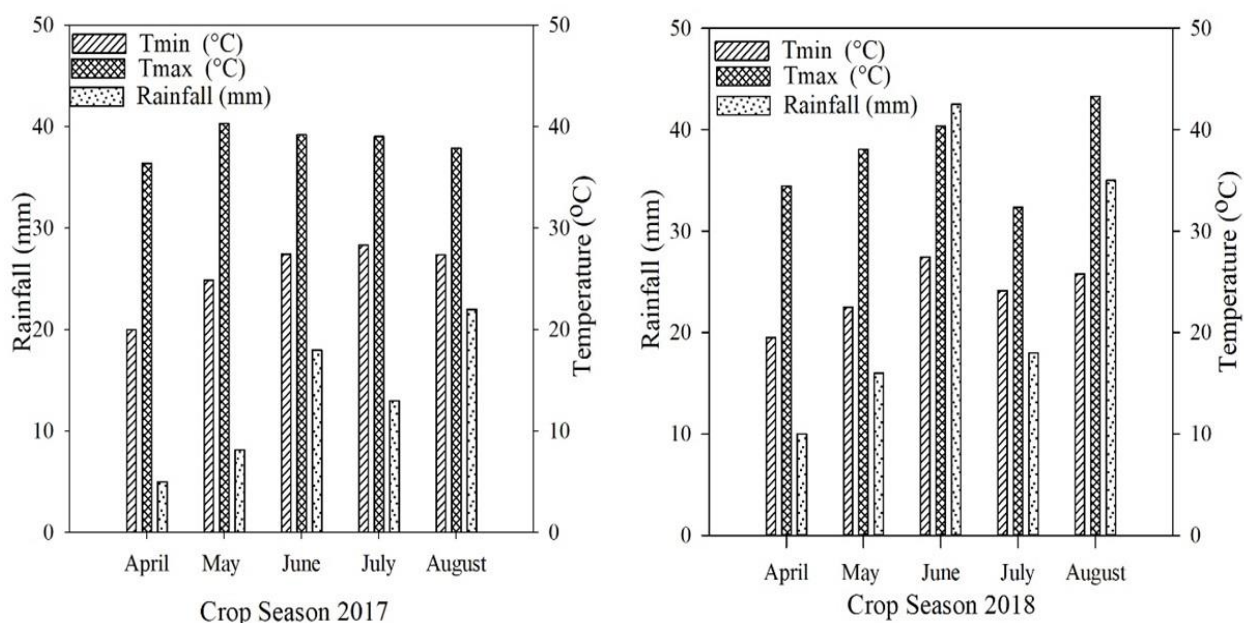 50
40
30
20
10
0
Rainfall (mm)
Tmin (°C)
Tmax (°C)
Rainfall (mm)
50
40
30
20
10
0
Temperature (°C)
April May June July August
Crop Season 2017
50
40
30
20
10
0
Rainfall (mm)
Tmin (°C)
Tmax (°C)
Rainfall (mm)
50
40
30
20
10
0
Temperature (°C)
April May June July August
Crop Season 2018